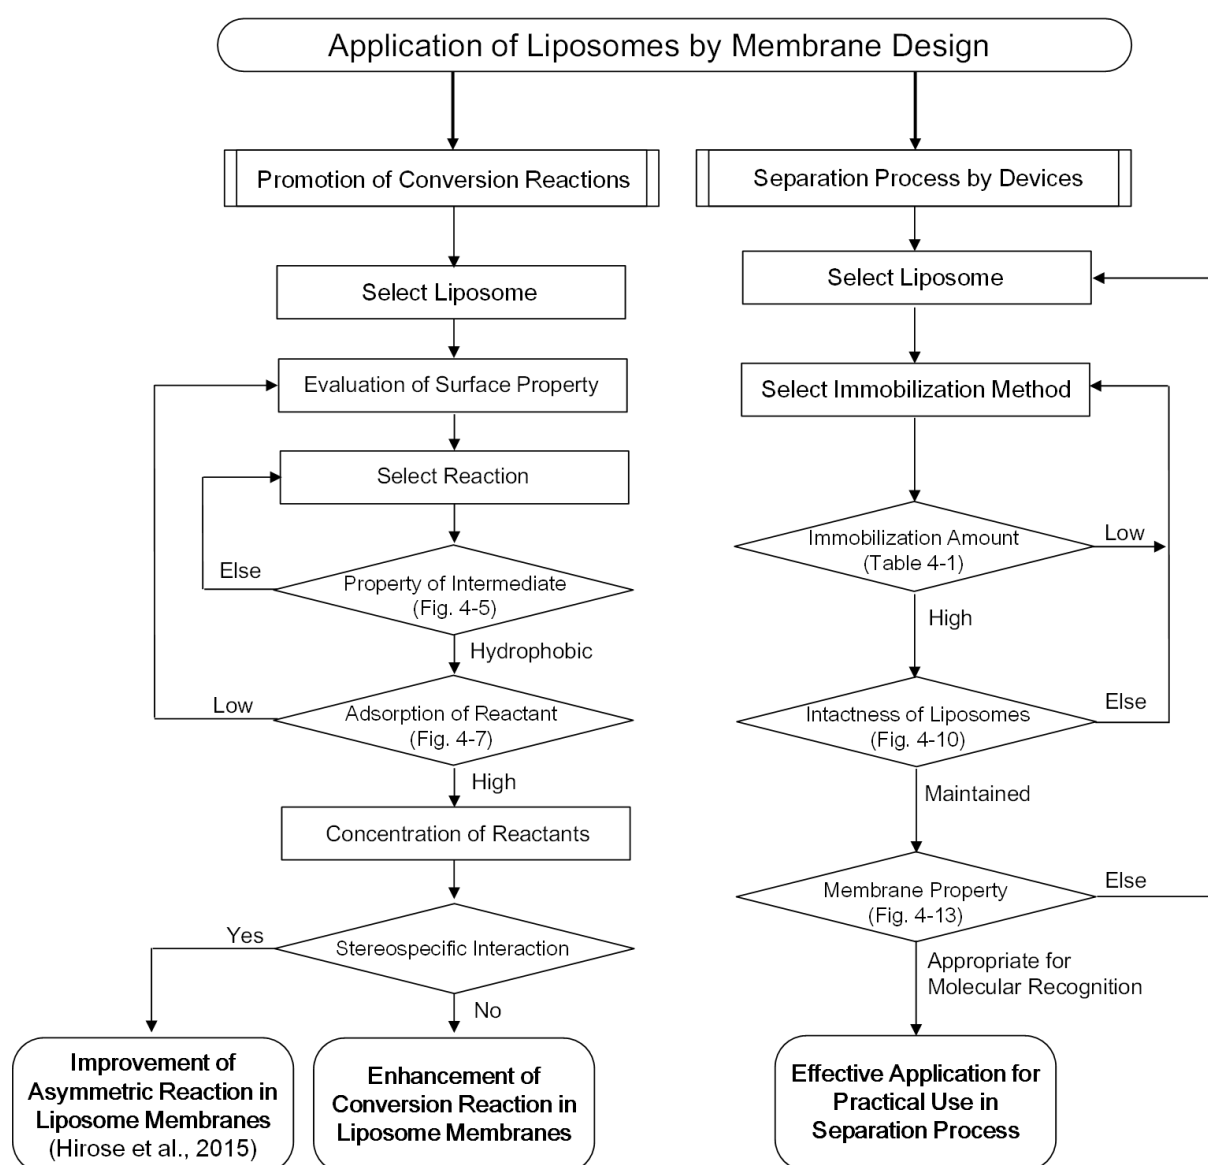 Application of Liposomes by Membrane Design
Promotion of Conversion Reactions
Select Liposome
Evaluation of Surface Property
Select Reaction
Else
Property of Intermediate
(Fig. 4-5)
Hydrophobic
Low
Adsorption of Reactant
(Fig. 4-7)
High
Concentration of Reactants
Yes
Stereospecific Interaction
No
Improvement of
Asymmetric Reaction in
Liposome Membranes
(Hirose et al., 2015)
Enhancement of
Conversion Reaction in
Liposome Membranes
Separation Process by Devices
Select Liposome
Select Immobilization Method
Immobilization Amount
(Table 4-1)
Low
High
Intactness of Liposomes
(Fig. 4-10)
Else
Maintained
Membrane Property
(Fig. 4-13)
Else
Appropriate for
Molecular Recognition
Effective Application for
Practical Use in
Separation Process